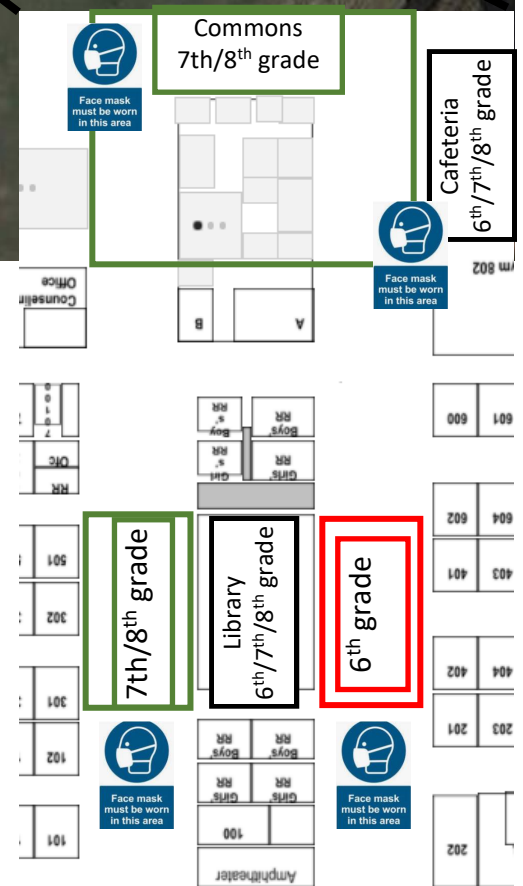 Commons
7th/8th grade
Face mask
must be worn
in this area
Cafeteria
6th/7th/8th grade
Face mask
must be worn
in this area
802
Office
B
A
Boys'
RR
Boys'
RR
600
601
Girls'
RR
Ofc
RR
602
604
501
401
403
302
7th/8th grade
Library
6th/7th/8th grade
6th grade
402
404
301
201
203
102
Boys'
RR
Boys'
RR
Face mask
must be worn
in this area
Girls'
RR
Girls'
RR
Face mask
must be worn
in this area
100
101
202
Amphitheater